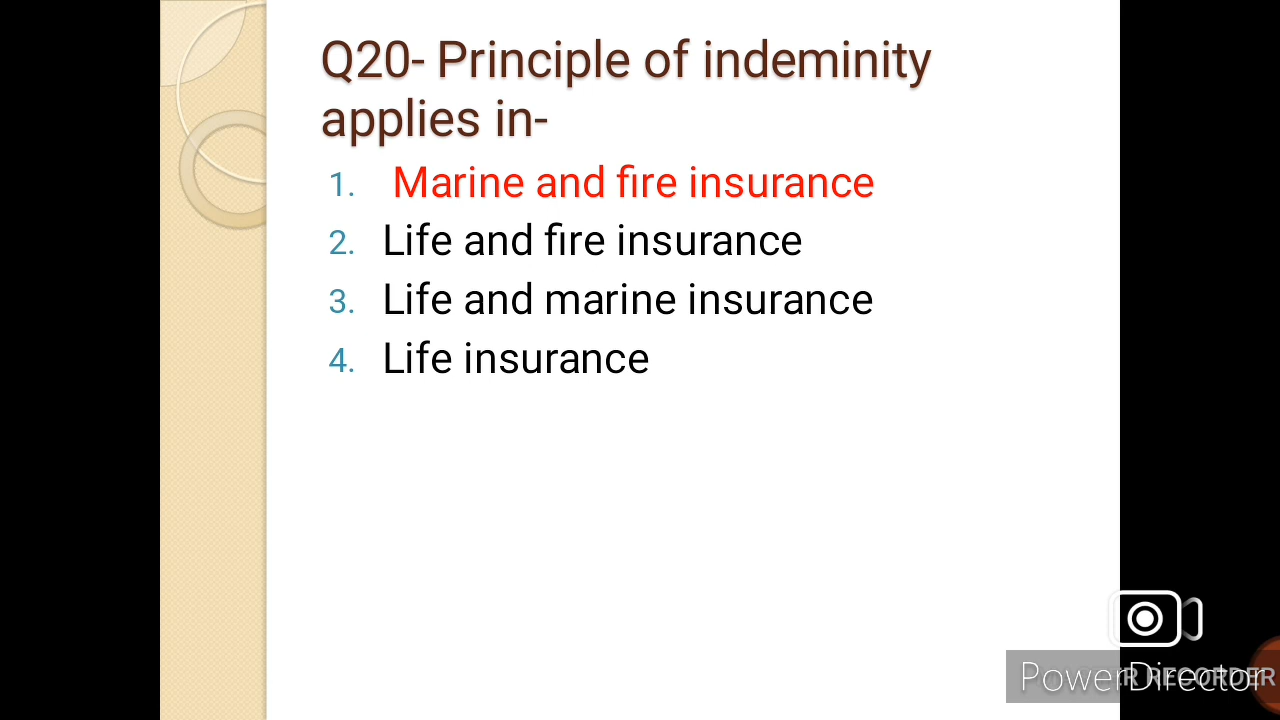 Q20- Principle of indeminity
applies in-
1. Marine and fire insurance
2. Life and fire insurance
3. Life and marine insurance
4. Life insurance
PowerDirector
RECORDER